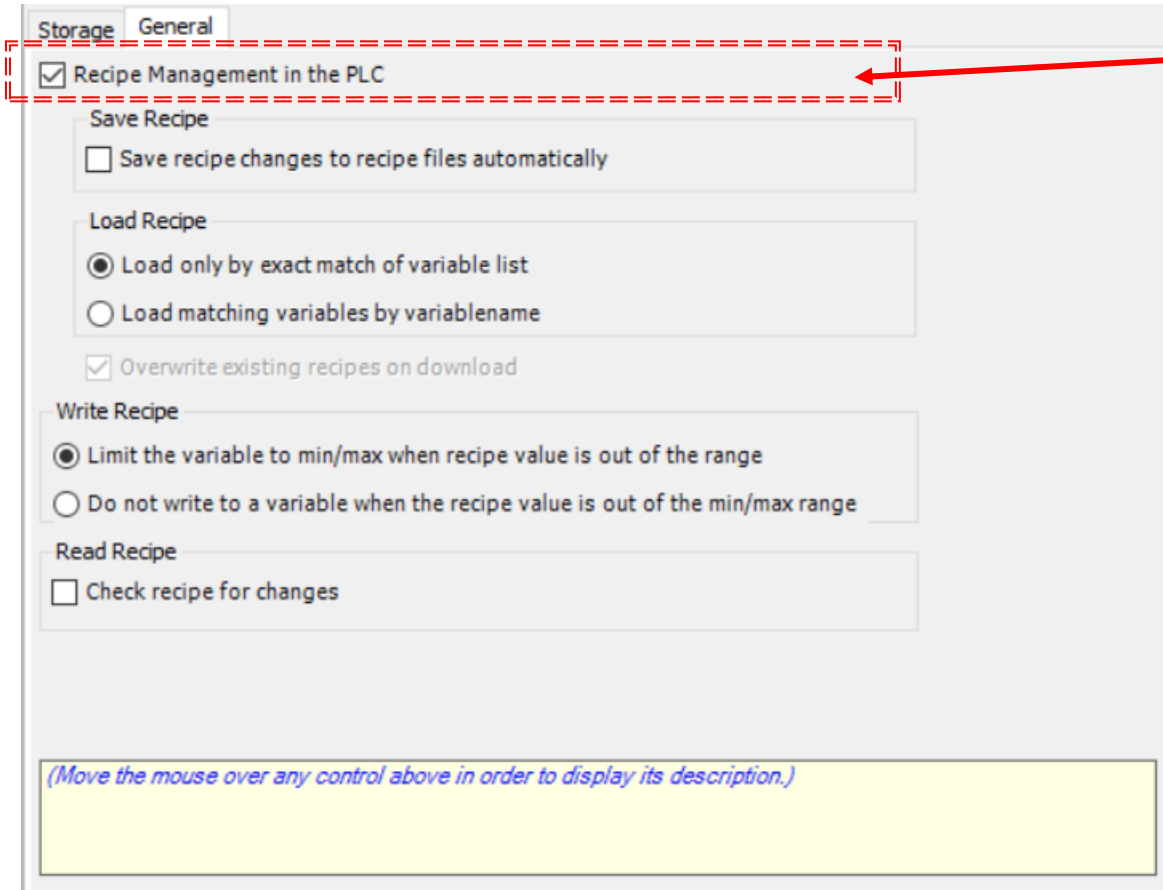 Storage General
Recipe Management in the PLC
Save Recipe
Save recipe changes to recipe files automatically
Load Recipe
Load only by exact match of variable list
Load matching variables by variablename
Overwrite existing recipes on download
Write Recipe
Limit the variable to min/max when recipe value is out of the range
Do not write to a variable when the recipe value is out of the min/max range
Read Recipe
Check recipe for changes
(Move the mouse over any control above in order to display its description.)